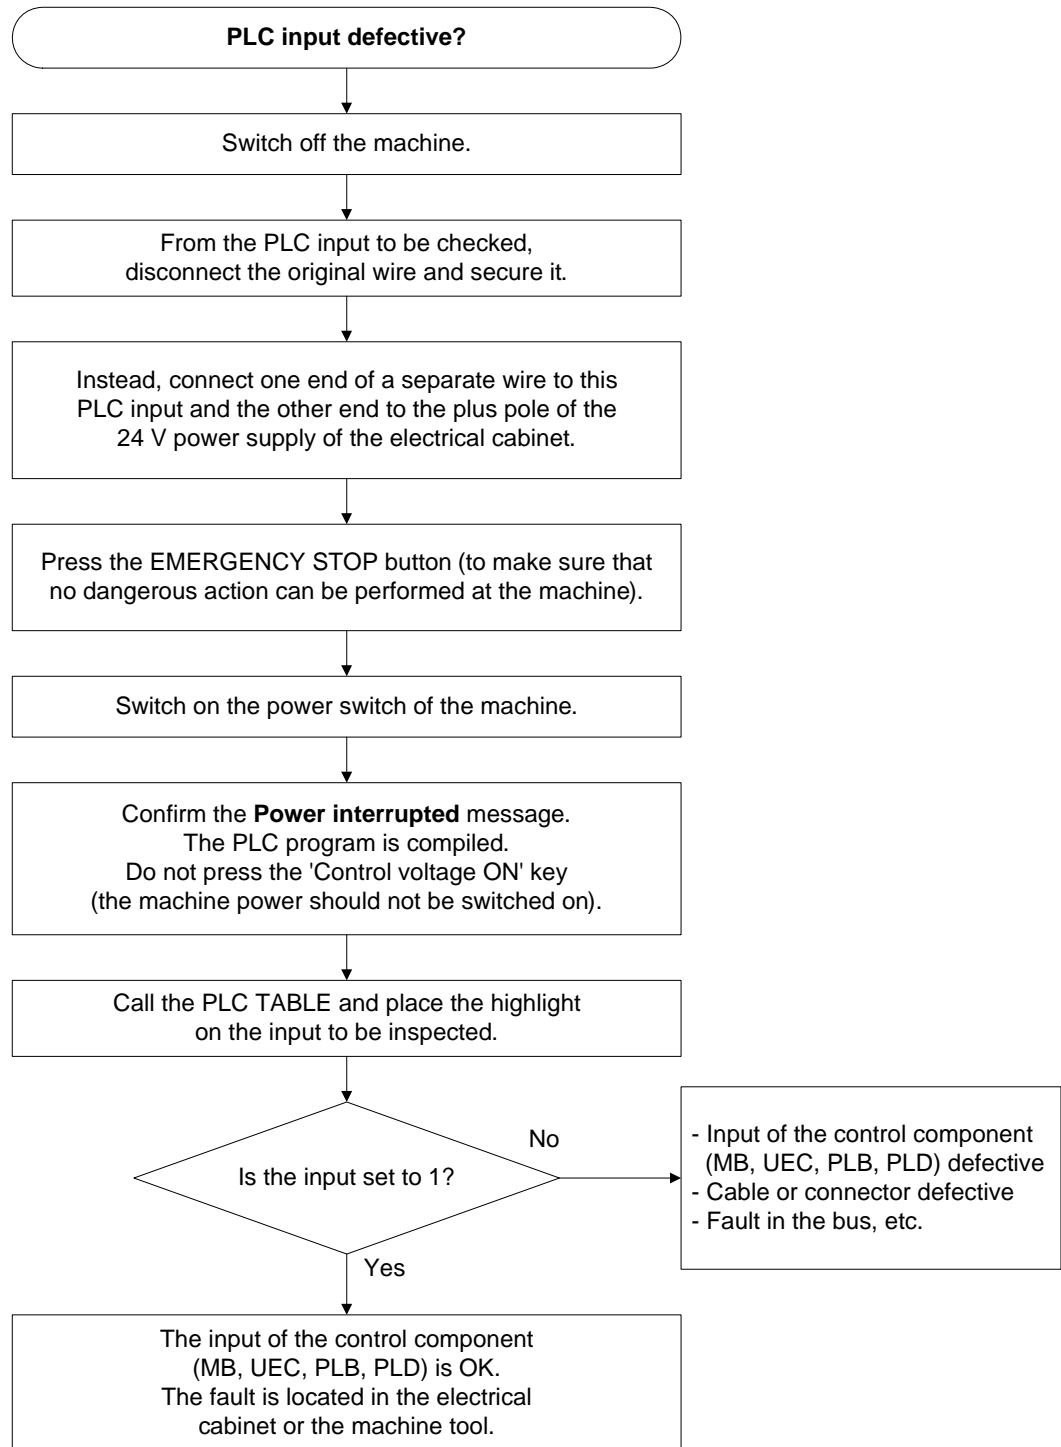 PLC input defective?
Switch off the machine.
From the PLC input to be checked,
disconnect the original wire and secure it.
Instead, connect one end of a separate wire to this
PLC input and the other end to the plus pole of the
24 V power supply of the electrical cabinet.
Press the EMERGENCY STOP button (to make sure that
no dangerous action can be performed at the machine).
Switch on the power switch of the machine.
Confirm the Power interrupted message.
The PLC program is compiled.
Do not press the 'Control voltage ON' key
(the machine power should not be switched on).
Call the PLC TABLE and place the highlight
on the input to be inspected.
Is the input set to 1?
No
- Input of the control component
(MB, UEC, PLB, PLD) defective
- Cable or connector defective
- Fault in the bus, etc.
Yes
The input of the control component
(MB, UEC, PLB, PLD) is OK.
The fault is located in the electrical
cabinet or the machine tool.